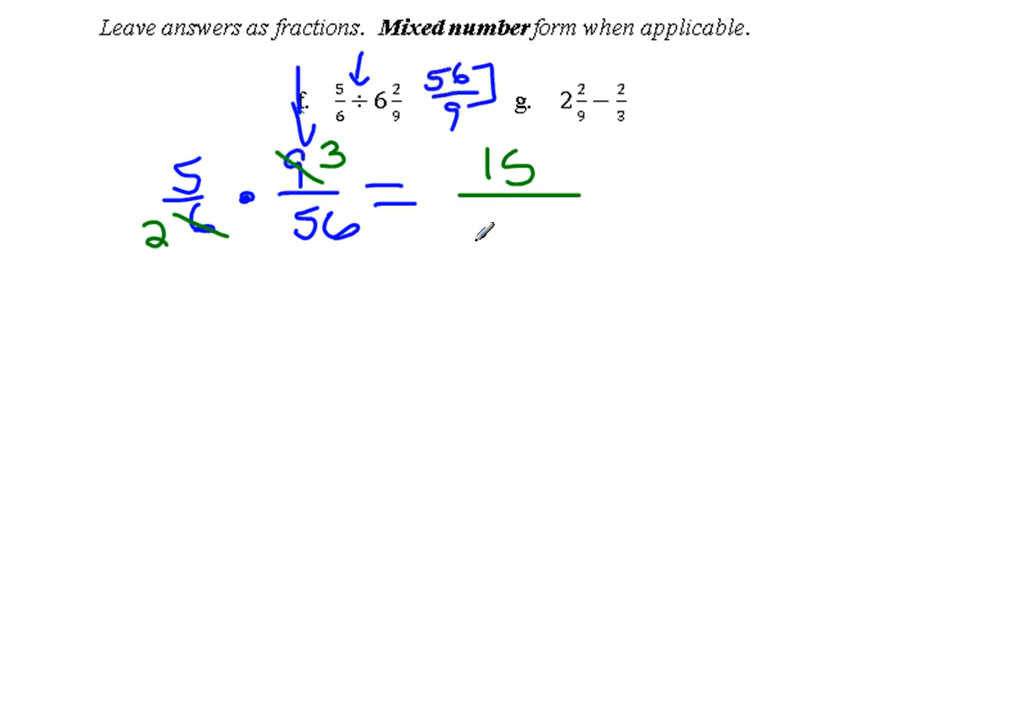 Leave answers as fractions. Mixed number form when applicable.
f. 5/6 ÷ 6 2/9 56/9 g. 2 2/9 − 2/3
5/6 • 9/56 = 15
3
2